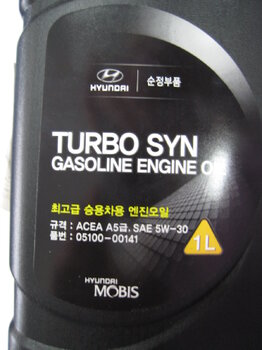 HYUNDAI 순정부품
TURBO SYN
GASOLINE ENGINE
최고급 승용차용 엔진오일
규격 : ACEA A5급, SAE 5W-30
품번 : 05100-00141
1L
HYUNDAI
MOBIS